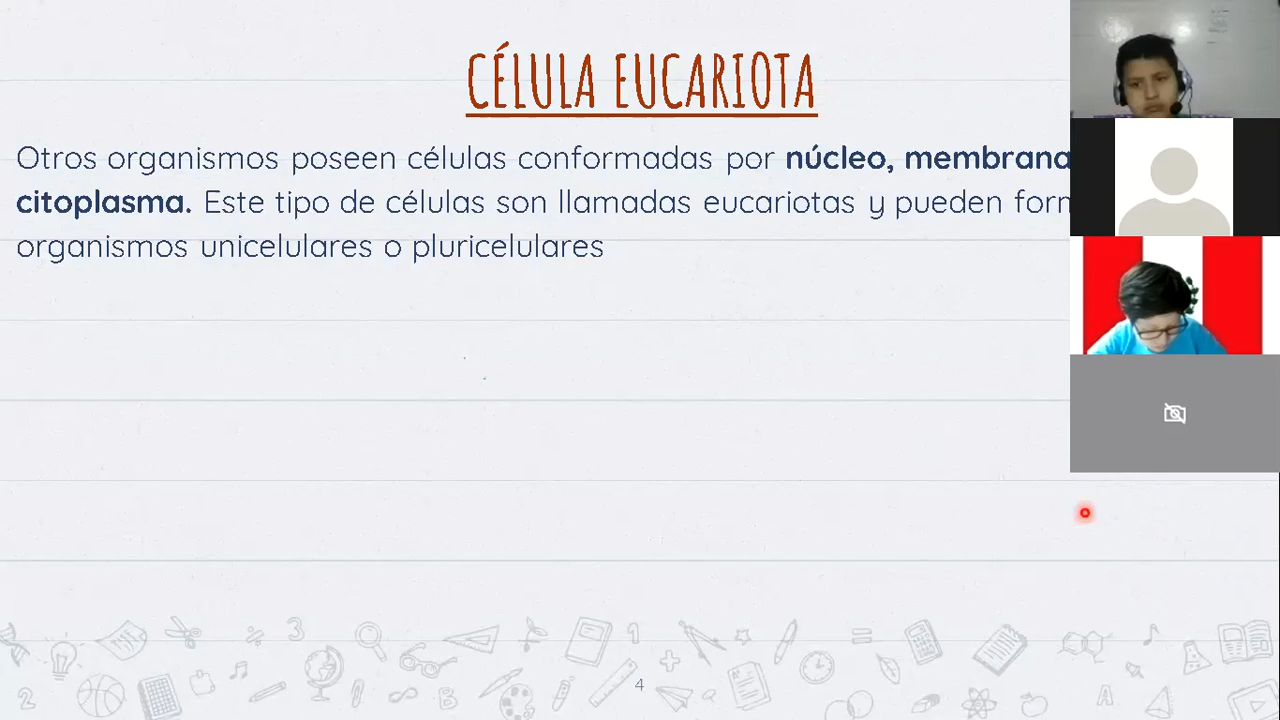 CÉLULA EUCARIOTA
Otros organismos poseen células conformadas por núcleo, membrana
citoplasma. Este tipo de células son llamadas eucariotas y pueden
organismos unicelulares o pluricelulares
4